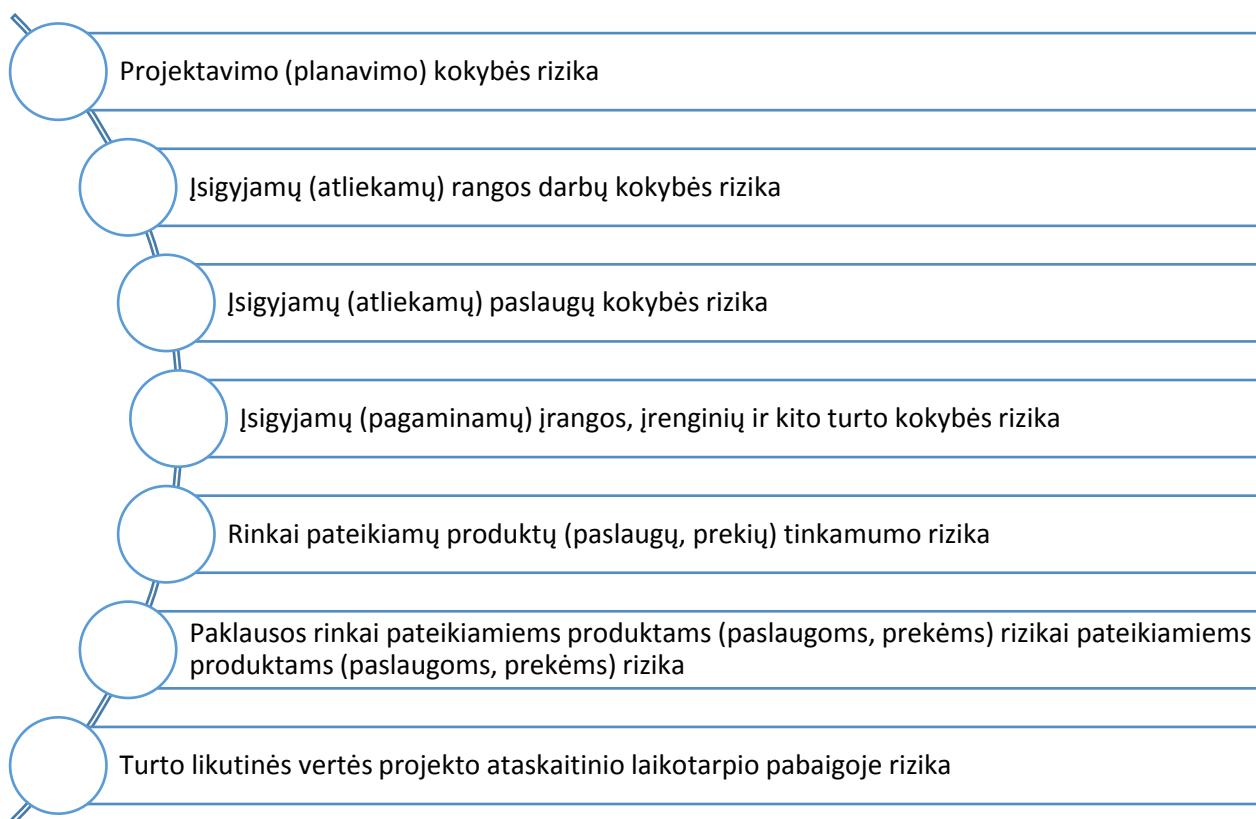 Projektavimo (planavimo) kokybės rizika
Įsigyjamų (atliekamų) rangos darbų kokybės rizika
Įsigyjamų (atliekamų) paslaugų kokybės rizika
Įsigyjamų (pagaminamų) įrangos, įrenginių ir kito turto kokybės rizika
Rinkai pateikiamų produktų (paslaugų, prekių) tinkamumo rizika
Paklausos rinkai pateikiamiems produktams (paslaugoms, prekėms) rizikai pateikiamiems
produktams (paslaugoms, prekėms) rizika
Turto likutinės vertės projekto ataskaitinio laikotarpio pabaigoje rizika